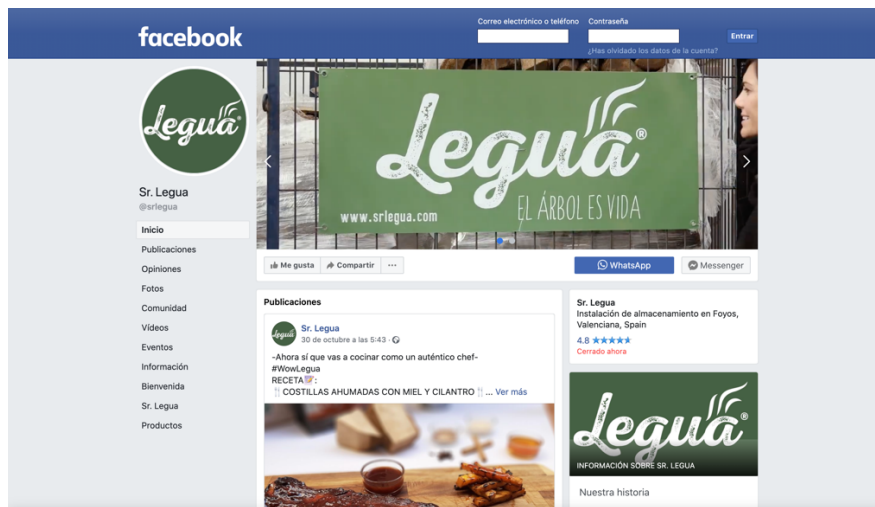 facebook
Correo electrónico o teléfono
Contraseña
Entrar
¿Has olvidado los datos de la cuenta?
Legua®
Sr. Legua
@srlegua
Inicio
Publicaciones
Opiniones
Fotos
Comunidad
Vídeos
Eventos
Información
Bienvenida
Sr. Legua
Productos
Legua®
EL ÁRBOL ES VIDA
www.srlegua.com
Me gusta
Compartir
...
WhatsApp
Messenger
Publicaciones
Legua
Sr. Legua
30 de octubre a las 5:43 ·
-Ahora sí que vas a cocinar como un auténtico chef-
#WowLegua
RECETA📝:
🍴COSTILLAS AHUMADAS CON MIEL Y CILANTRO🍴... Ver más
Sr. Legua
Instalación de almacenamiento en Foyos,
Valenciana, Spain
4.8 ★★★★★
Cerrado ahora
Legua®
INFORMACIÓN SOBRE SR. LEGUA
Nuestra historia